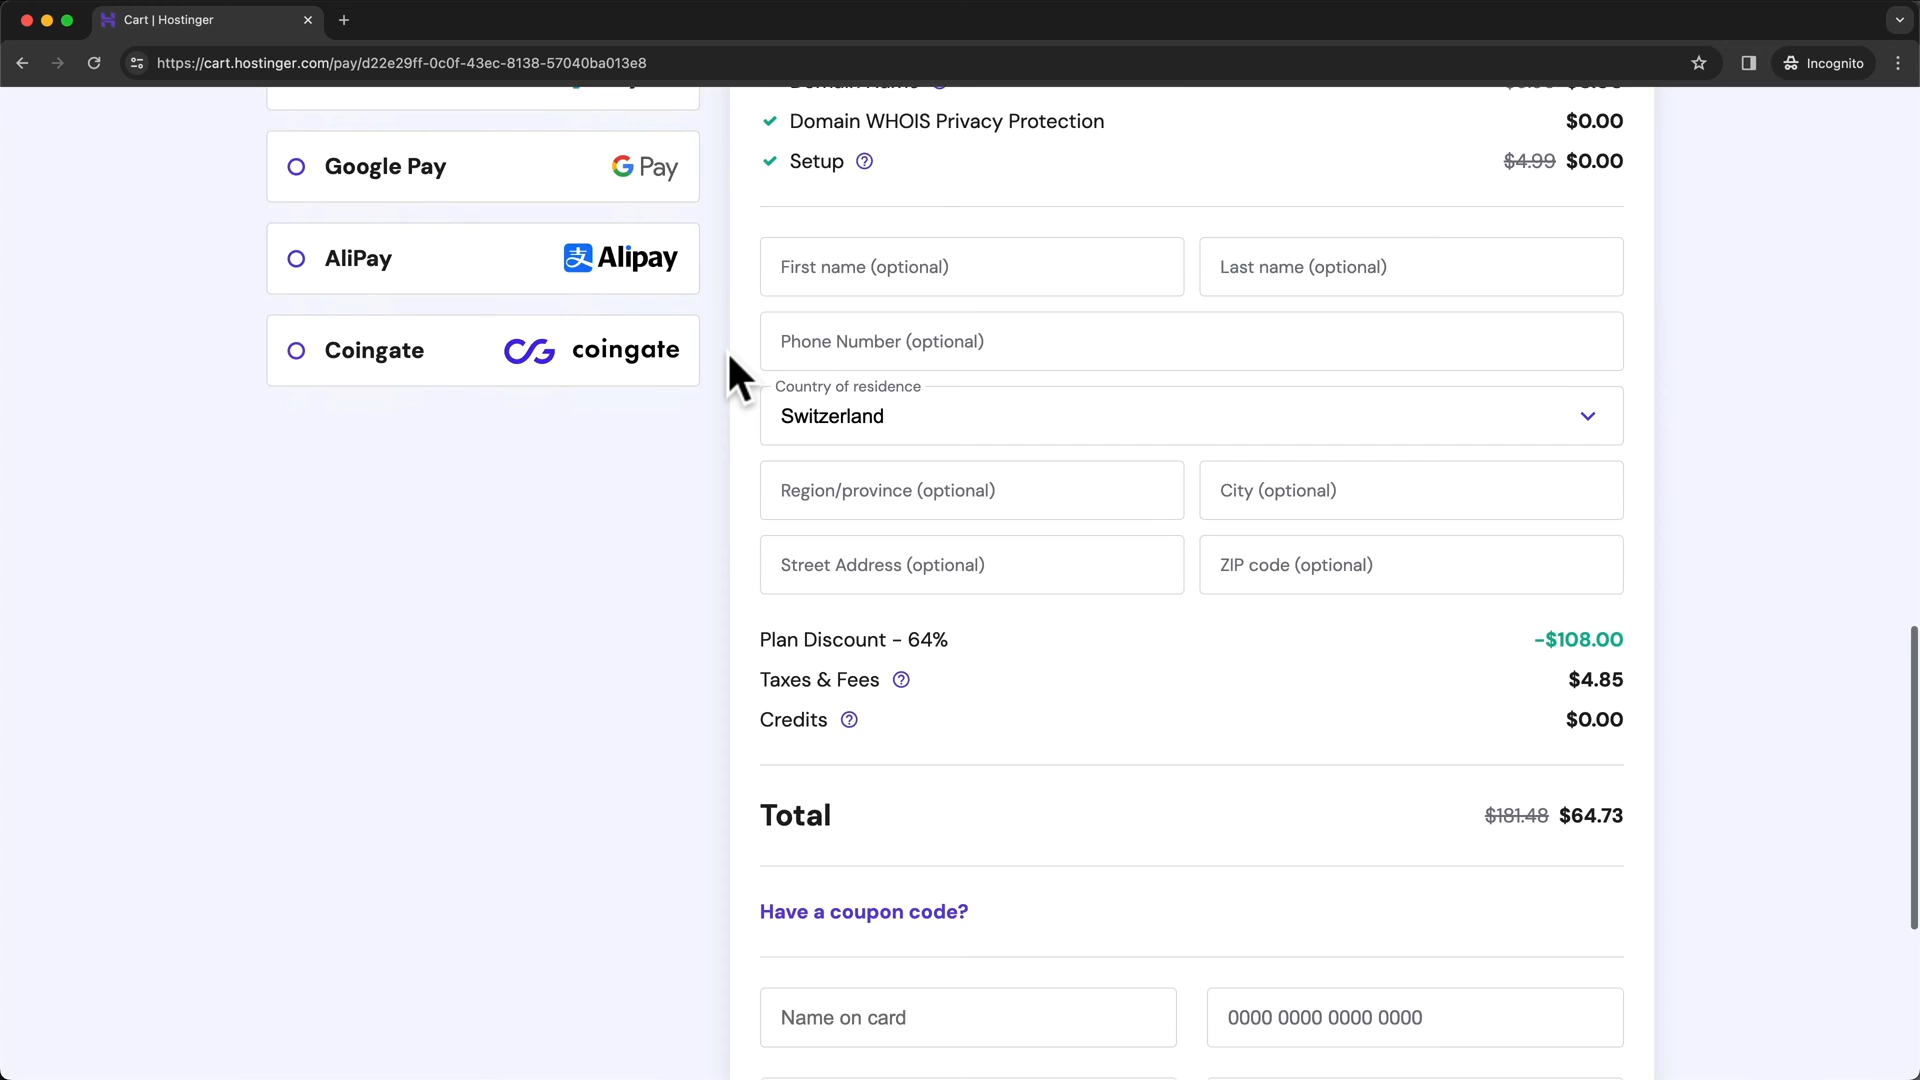 Cart | Hostinger
https://cart.hostinger.com/pay/d22e29ff-0c0f-43ec-8138-57040ba013e8
Incognito
Domain WHOIS Privacy Protection $0.00
Setup $4.99 $0.00
Google Pay G Pay
AliPay 支 Alipay
Coingate coingate
First name (optional) Last name (optional)
Phone Number (optional)
Country of residence
Switzerland
Region/province (optional) City (optional)
Street Address (optional) ZIP code (optional)
Plan Discount - 64% -$108.00
Taxes & Fees $4.85
Credits $0.00
Total $181.48 $64.73
Have a coupon code?
Name on card 0000 0000 0000 0000